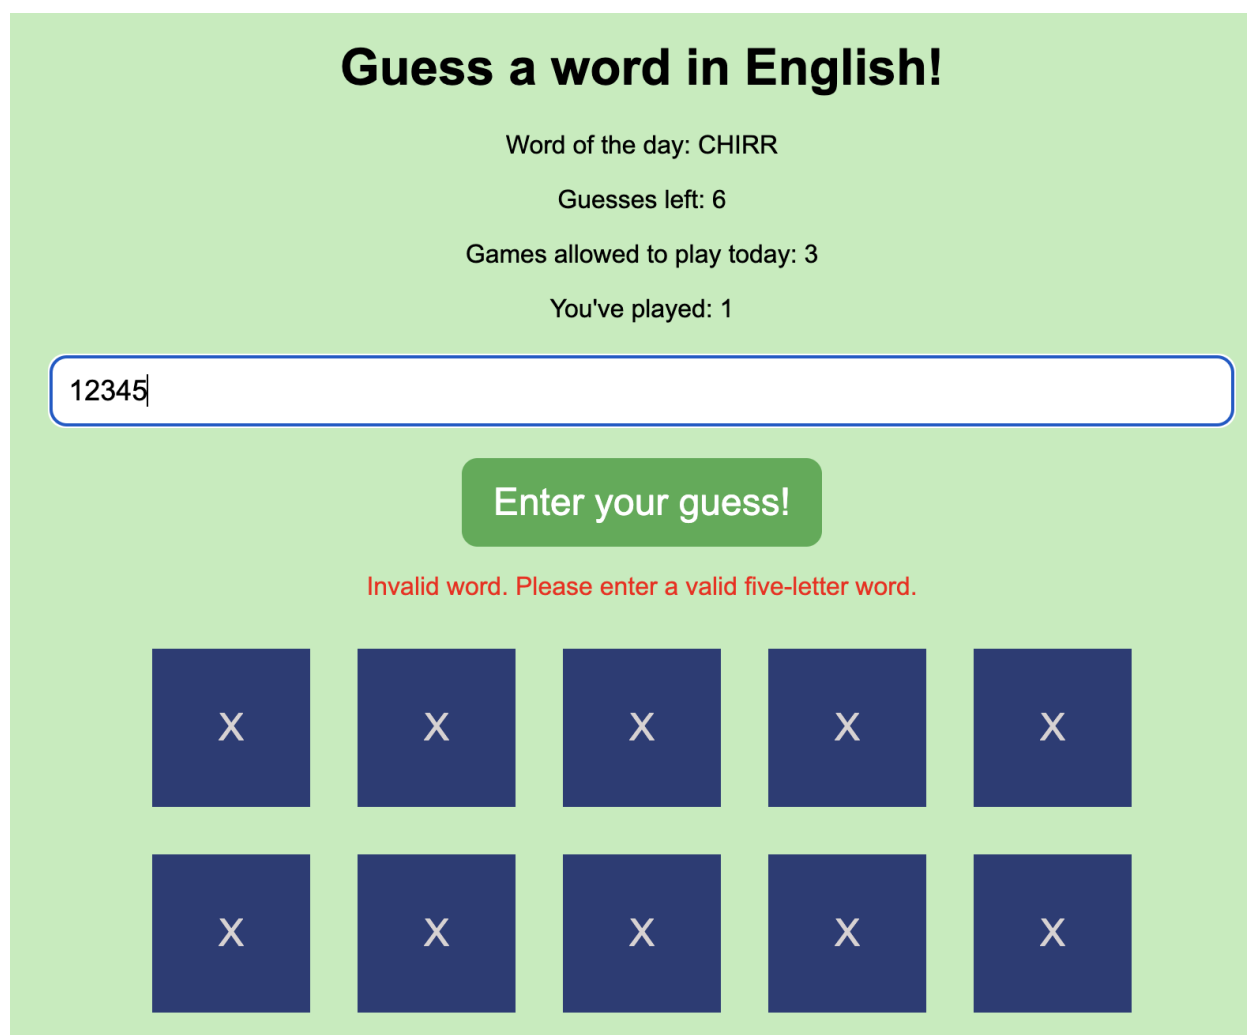 Guess a word in English!
Word of the day: CHIRR
Guesses left: 6
Games allowed to play today: 3
You've played: 1
12345
Enter your guess!
Invalid word. Please enter a valid five-letter word.
X X X X X
X X X X X